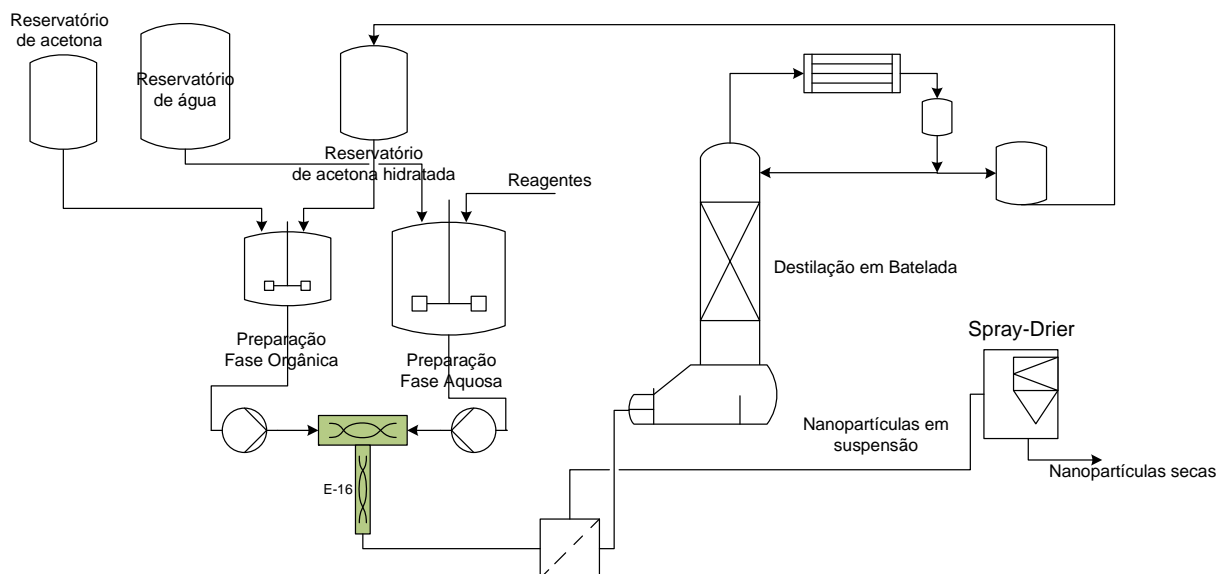 Reservatório
de acetona
Reservatório
de água
Reservatório
de acetona hidratada
Reagentes
Destilação em Batelada
Preparação
Fase Orgânica
Preparação
Fase Aquosa
Spray-Drier
Nanopartículas em
suspensão
Nanopartículas secas
E-16